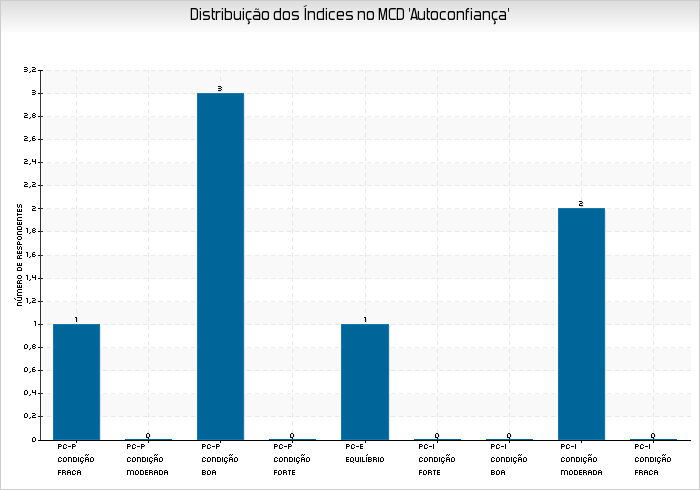 Distribuição dos Índices no MCD 'Autoconfiança'
NÚMERO DE RESPONDENTES
3,2
3
2,8
2,6
2,4
2,2
2
1,8
1,6
1,4
1,2
1
0,8
0,6
0,4
0,2
0
1
0
3
0
1
0
0
2
0
PC-P
CONDIÇÃO
FRACA
PC-P
CONDIÇÃO
MODERADA
PC-P
CONDIÇÃO
BOA
PC-P
CONDIÇÃO
FORTE
PC-E
EQUILÍBRIO
PC-I
CONDIÇÃO
FORTE
PC-I
CONDIÇÃO
BOA
PC-I
CONDIÇÃO
MODERADA
PC-I
CONDIÇÃO
FRACA